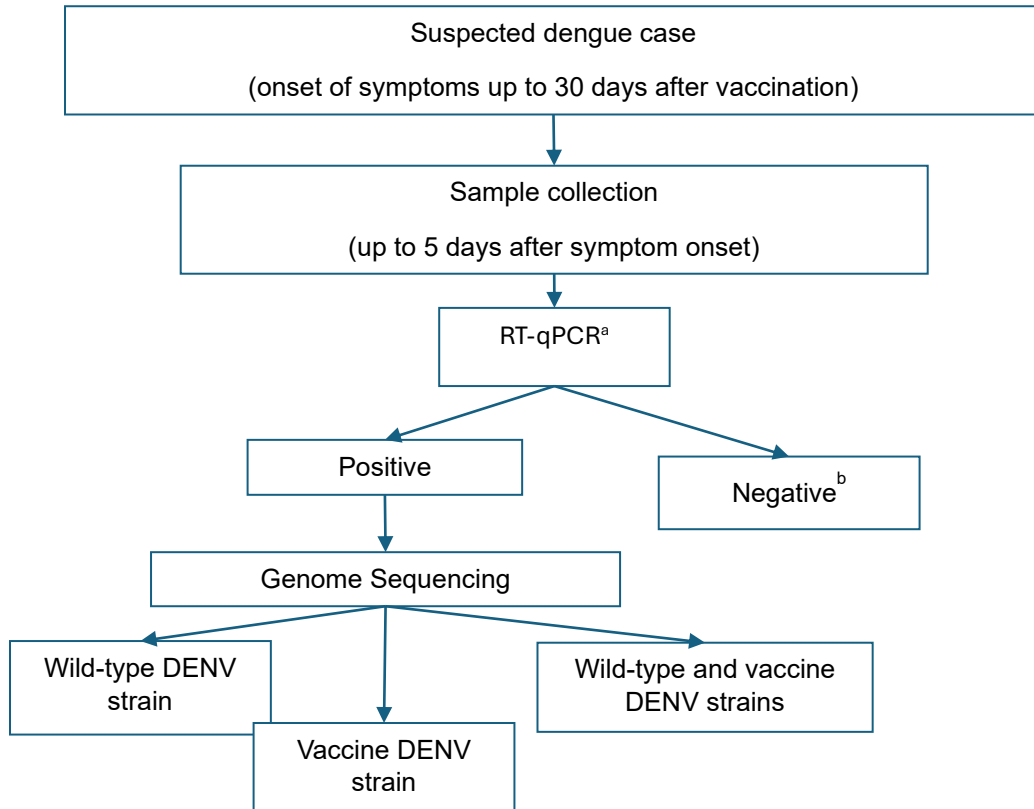 Suspected dengue case
(onset of symptoms up to 30 days after vaccination)
Sample collection
(up to 5 days after symptom onset)
RT-qPCRᵃ
Positive
Negativeᵇ
Genome Sequencing
Wild-type DENV
strain
Vaccine DENV
strain
Wild-type and vaccine
DENV strains